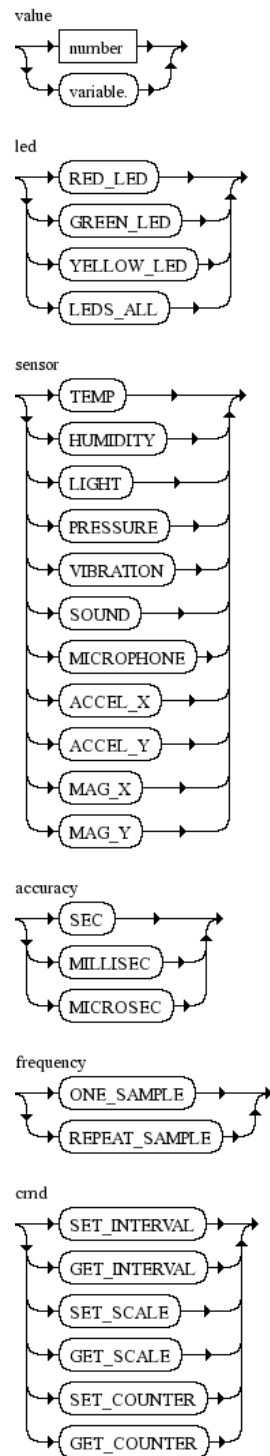 value
number
variable.
led
RED_LED
GREEN_LED
YELLOW_LED
LEDS_ALL
sensor
TEMP
HUMIDITY
LIGHT
PRESSURE
VIBRATION
SOUND
MICROPHONE
ACCEL_X
ACCEL_Y
MAG_X
MAG_Y
accuracy
SEC
MILLISEC
MICROSEC
frequency
ONE_SAMPLE
REPEAT_SAMPLE
cmd
SET_INTERVAL
GET_INTERVAL
SET_SCALE
GET_SCALE
SET_COUNTER
GET_COUNTER